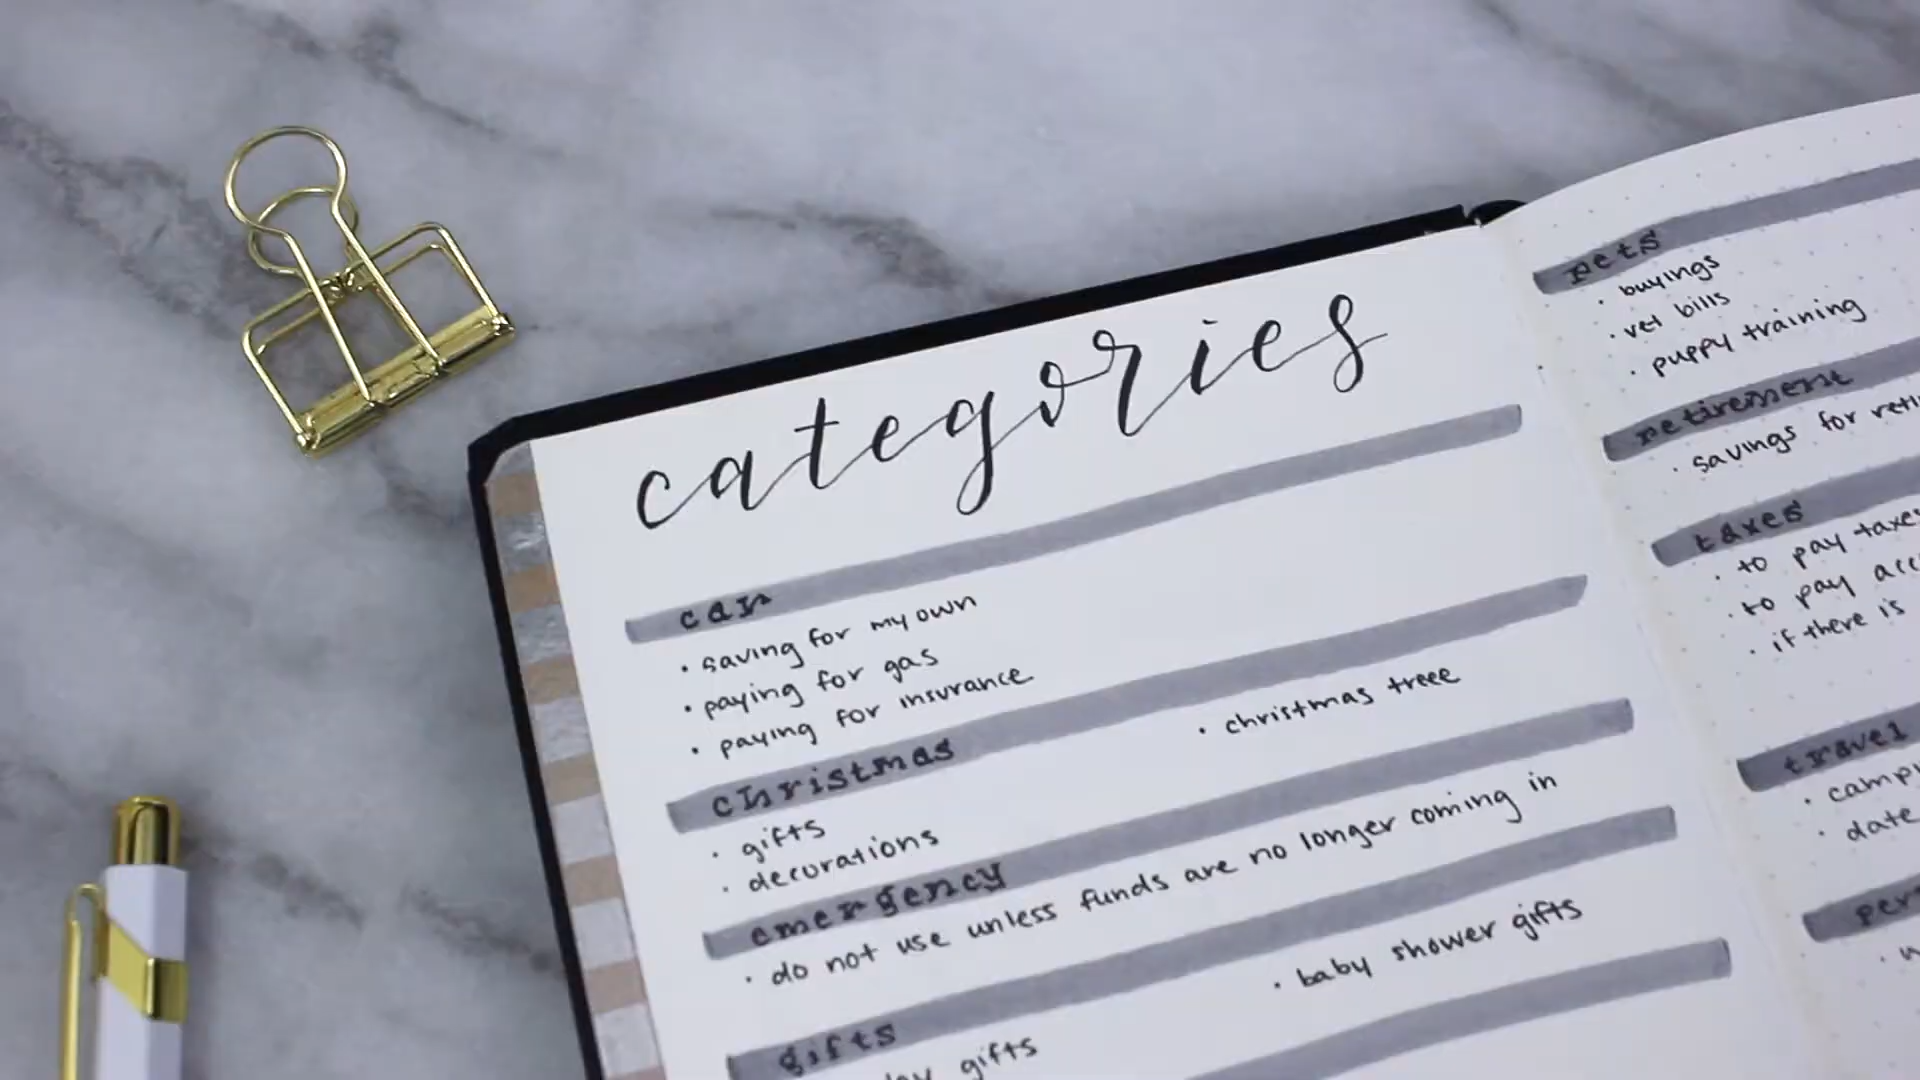 categories
car
• saving for my own
• paying for gas
• paying for insurance
christmas
• gifts
• decorations
• christmas treee
emergency
• do not use unless funds are no longer coming in
gifts
gifts
• baby shower gifts
pets
• buyings
• vet bills
• puppy training
retirement
• savings for
taxes
• to pay taxes
• to pay
• if there is
travel
•
• date